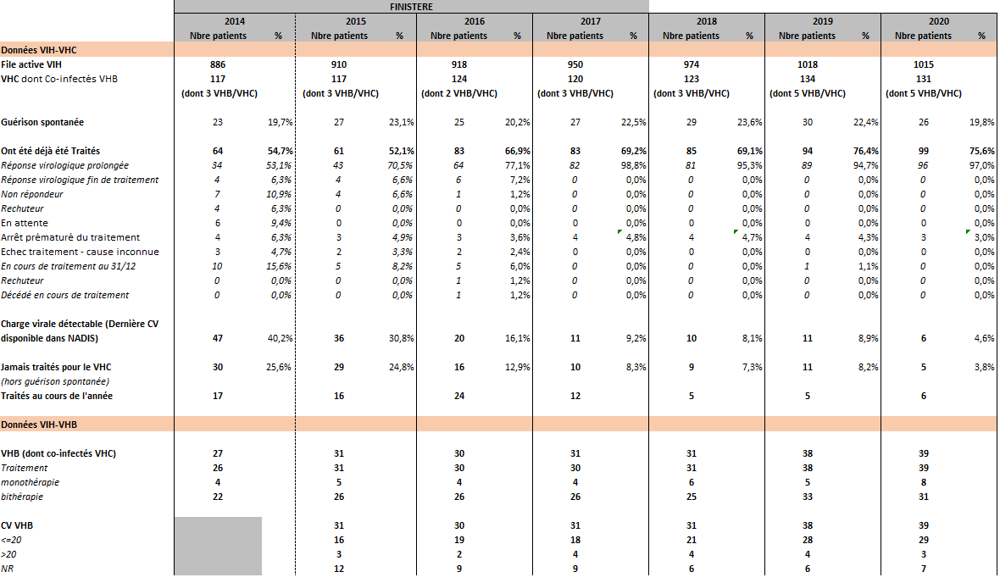 FINISTERE
2014 2015 2016 2017 2018 2019 2020
Nbre patients % Nbre patients % Nbre patients % Nbre patients % Nbre patients % Nbre patients % Nbre patients %
Données VIH-VHC
File active VIH 886 910 918 950 974 1018 1015
VHC dont Co-infectés VHB 117 117 124 120 123 134 131
(dont 3 VHB/VHC) (dont 3 VHB/VHC) (dont 2 VHB/VHC) (dont 3 VHB/VHC) (dont 3 VHB/VHC) (dont 5 VHB/VHC) (dont 5 VHB/VHC)
Guérison spontanée 23 19,7% 27 23,1% 25 20,2% 27 22,5% 29 23,6% 30 22,4% 26 19,8%
Ont été déjà été Traités 64 54,7% 61 52,1% 83 66,9% 83 69,2% 85 69,1% 94 76,4% 99 75,6%
Réponse virologique prolongée 34 53,1% 43 70,5% 64 77,1% 82 98,8% 81 95,3% 89 94,7% 96 97,0%
Réponse virologique fin de traitement 4 6,3% 4 6,6% 6 7,2% 0 0,0% 0 0,0% 0 0,0% 0 0,0%
Non répondeur 7 10,9% 4 6,6% 1 1,2% 0 0,0% 0 0,0% 0 0,0% 0 0,0%
Rechuteur 4 6,3% 0 0,0% 0 0,0% 0 0,0% 0 0,0% 0 0,0% 0 0,0%
En attente 6 9,4% 0 0,0% 0 0,0% 0 0,0% 0 0,0% 0 0,0% 0 0,0%
Arrêt prématuré du traitement 4 6,3% 3 4,9% 3 3,6% 4 4,8% 4 4,7% 4 4,3% 3 3,0%
Echec traitement - cause inconnue 3 4,7% 2 3,3% 2 2,4% 0 0,0% 0 0,0% 0 0,0% 0 0,0%
En cours de traitement au 31/12 10 15,6% 5 8,2% 5 6,0% 0 0,0% 0 0,0% 1 1,1% 0 0,0%
Rechuteur 0 0,0% 0 0,0% 1 1,2% 0 0,0% 0 0,0% 0 0,0% 0 0,0%
Décédé en cours de traitement 0 0,0% 0 0,0% 1 1,2% 0 0,0% 0 0,0% 0 0,0% 0 0,0%
Charge virale détectable (Dernière CV
disponible dans NADIS) 47 40,2% 36 30,8% 20 16,1% 11 9,2% 10 8,1% 11 8,9% 6 4,6%
Jamais traités pour le VHC 30 25,6% 29 24,8% 16 12,9% 10 8,3% 9 7,3% 11 8,2% 5 3,8%
(hors guérison spontanée)
Traités au cours de l'année 17 16 24 12 5 5 6
Données VIH-VHB
VHB (dont co-infectés VHC) 27 31 30 31 31 38 39
Traitement 26 31 30 30 31 38 39
monothérapie 4 5 4 4 6 5 8
bithérapie 22 26 26 26 25 33 31
CV VHB 31 30 31 31 38 39
<=20 16 19 18 21 28 29
>20 3 2 4 4 4 3
NR 12 9 9 6 6 7